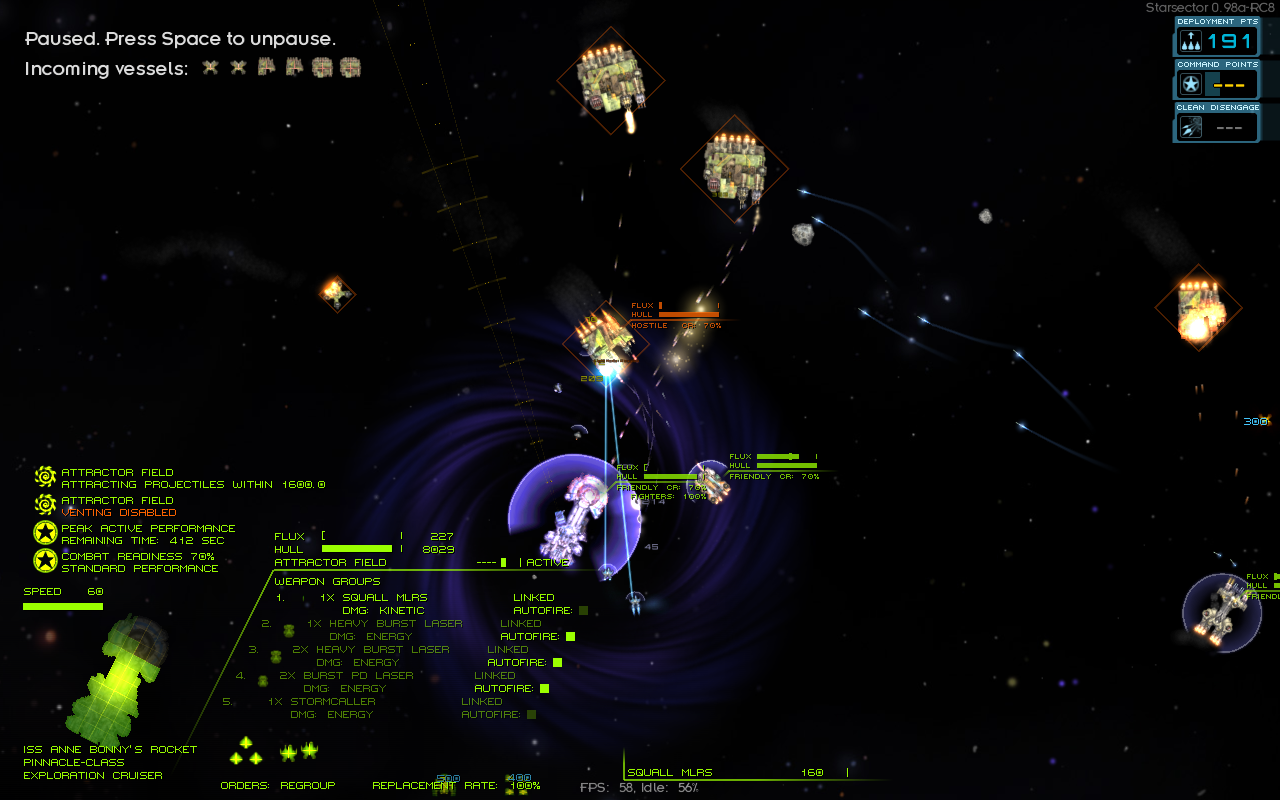 Starsector 0.98a-RC8
Paused. Press Space to unpause.
Incoming vessels:
DEPLOYMENT PTS
191
COMMAND POINTS
---
CLEAN DISENGAGE
---
FLUX
HULL
HOSTILE CR: 70%
306
FLUX
HULL
FRIENDLY CR: 70%
FLUX
HULL
FRIENDLY CR: 70%
FIGHTERS: 100%
45
ATTRACTOR FIELD
ATTRACTING PROJECTILES WITHIN 1600.0
ATTRACTOR FIELD
VENTING DISABLED
PEAK ACTIVE PERFORMANCE
REMAINING TIME: 412 SEC
COMBAT READINESS 70%
STANDARD PERFORMANCE
SPEED 60
FLUX 227
HULL 8029
ATTRACTOR FIELD ---- | ACTIVE
WEAPON GROUPS
1. 1X SQUALL MLRS LINKED
DMG: KINETIC AUTOFIRE:
2. 1X HEAVY BURST LASER LINKED
DMG: ENERGY AUTOFIRE:
3. 2X HEAVY BURST LASER LINKED
DMG: ENERGY AUTOFIRE:
4. 2X BURST PD LASER LINKED
DMG: ENERGY AUTOFIRE:
5. 1X STORMCALLER LINKED
DMG: ENERGY AUTOFIRE:
FLUX
HULL
FRIENDL
ISS ANNE BONNY'S ROCKET
PINNACLE-CLASS
EXPLORATION CRUISER
ORDERS: REGROUP REPLACEMENT RATE: 100%
SQUALL MLRS 160
FPS: 58, Idle: 56%